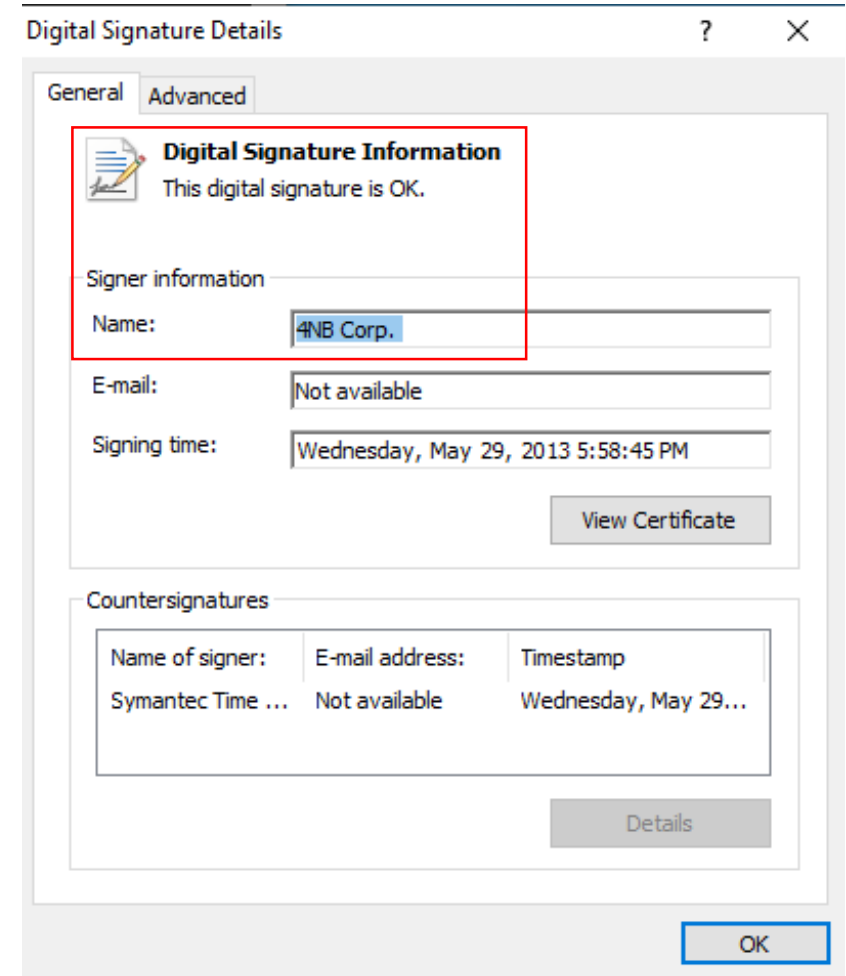 Digital Signature Details
General Advanced
Digital Signature Information
This digital signature is OK.
Signer information
Name: 4NB Corp.
E-mail: Not available
Signing time: Wednesday, May 29, 2013 5:58:45 PM
View Certificate
Countersignatures
Name of signer: E-mail address: Timestamp
Symantec Time ... Not available Wednesday, May 29...
Details
OK